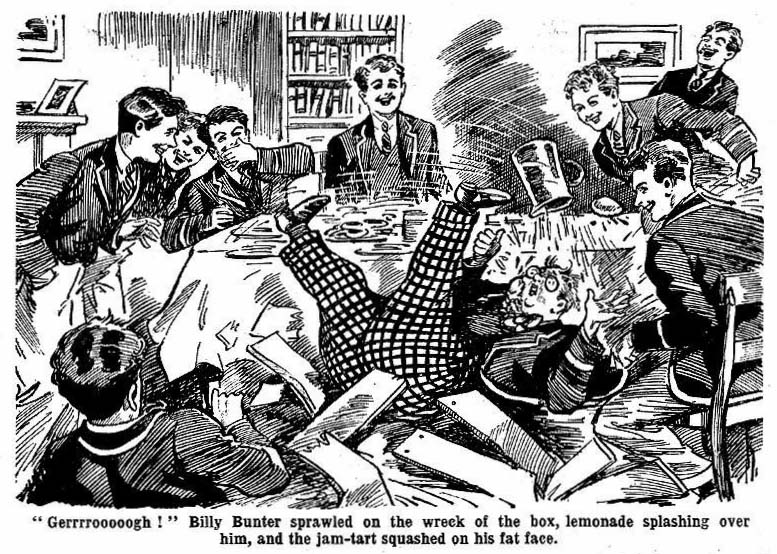 “ Gerrrrooooogh ! ” Billy Bunter sprawled on the wreck of the box, lemonade splashing over
him, and the jam-tart squashed on his fat face.